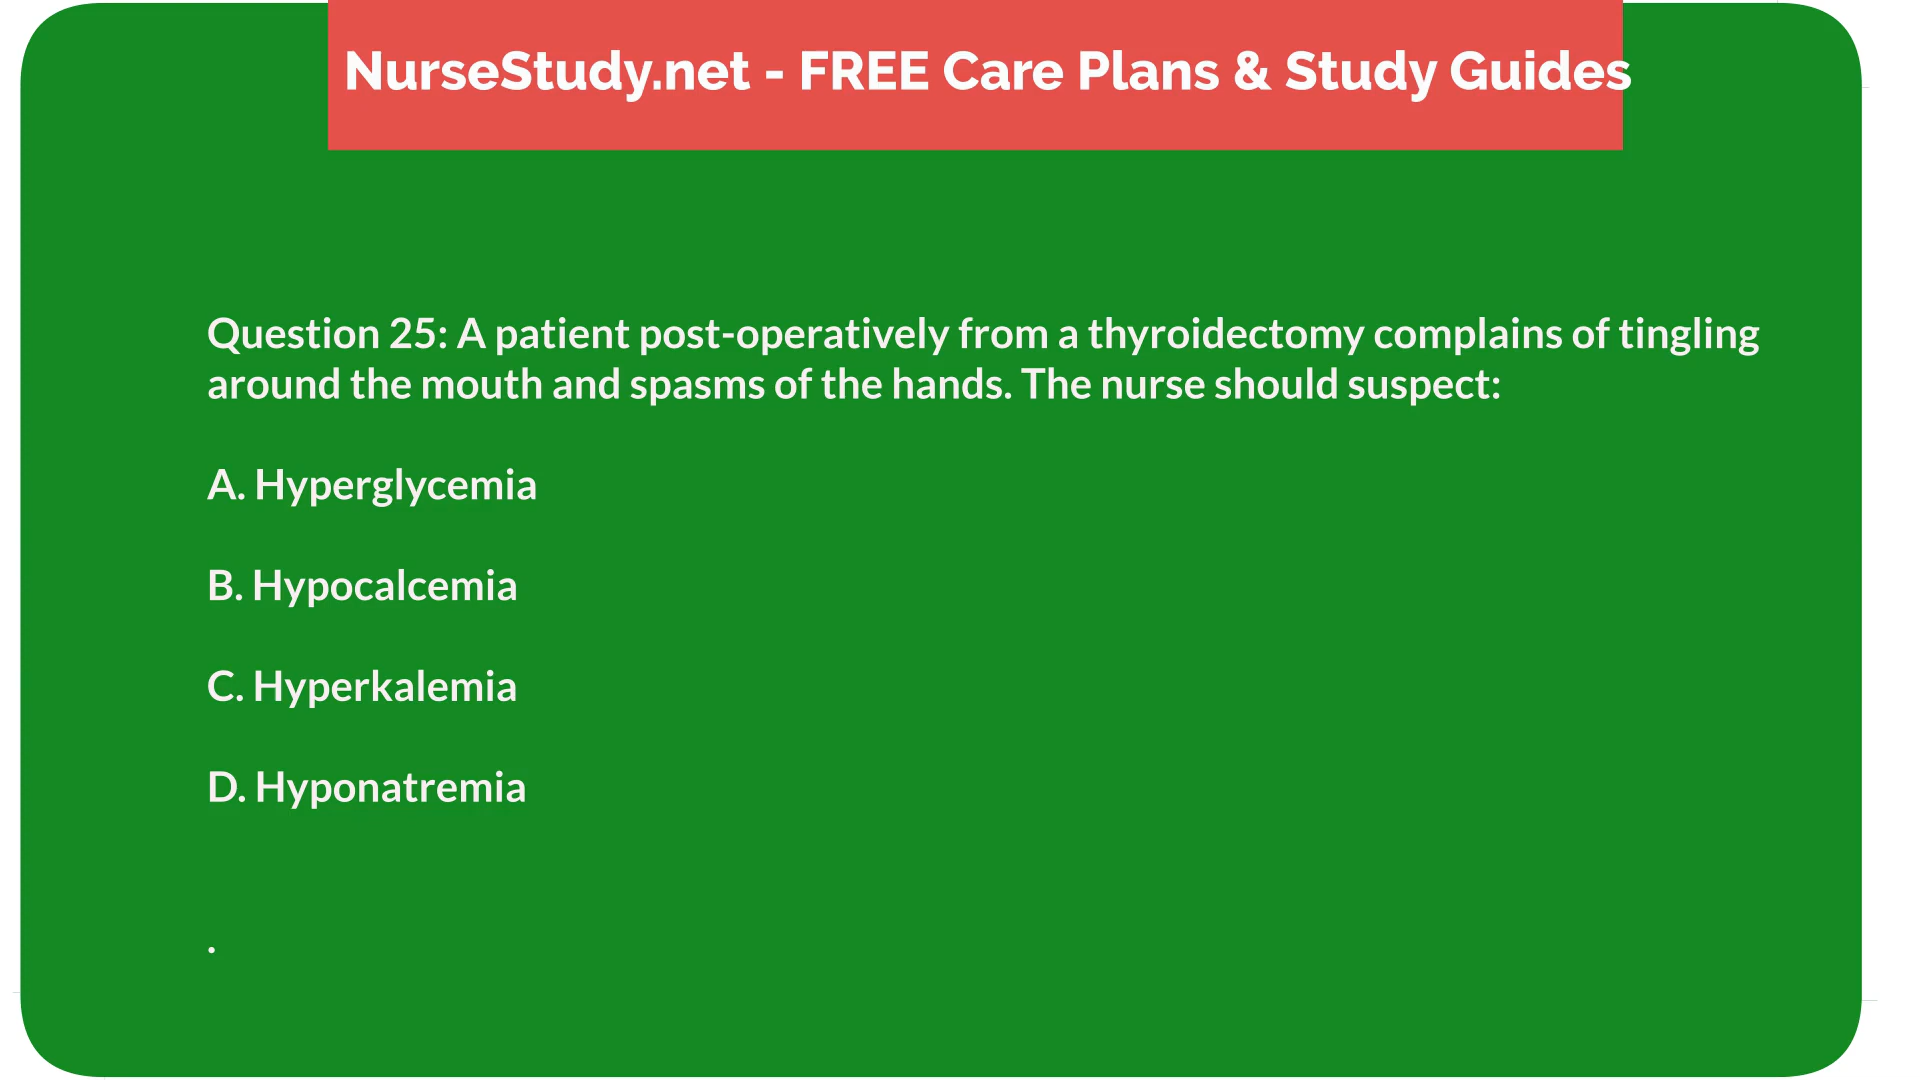 NurseStudy.net - FREE Care Plans & Study Guides
Question 25: A patient post-operatively from a thyroidectomy complains of tingling
around the mouth and spasms of the hands. The nurse should suspect:
A. Hyperglycemia
B. Hypocalcemia
C. Hyperkalemia
D. Hyponatremia
.